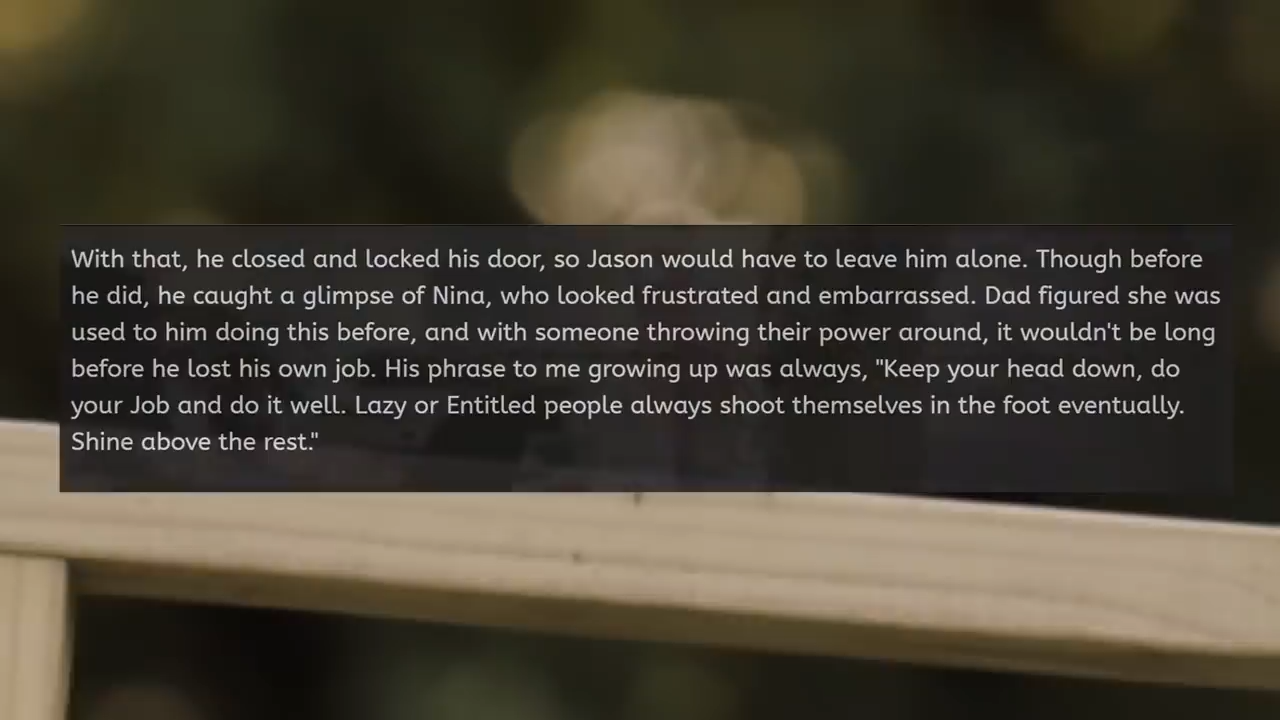 With that, he closed and locked his door, so Jason would have to leave him alone. Though before
he did, he caught a glimpse of Nina, who looked frustrated and embarrassed. Dad figured she was
used to him doing this before, and with someone throwing their power around, it wouldn't be long
before he lost his own job. His phrase to me growing up was always, "Keep your head down, do
your Job and do it well. Lazy or Entitled people always shoot themselves in the foot eventually.
Shine above the rest."